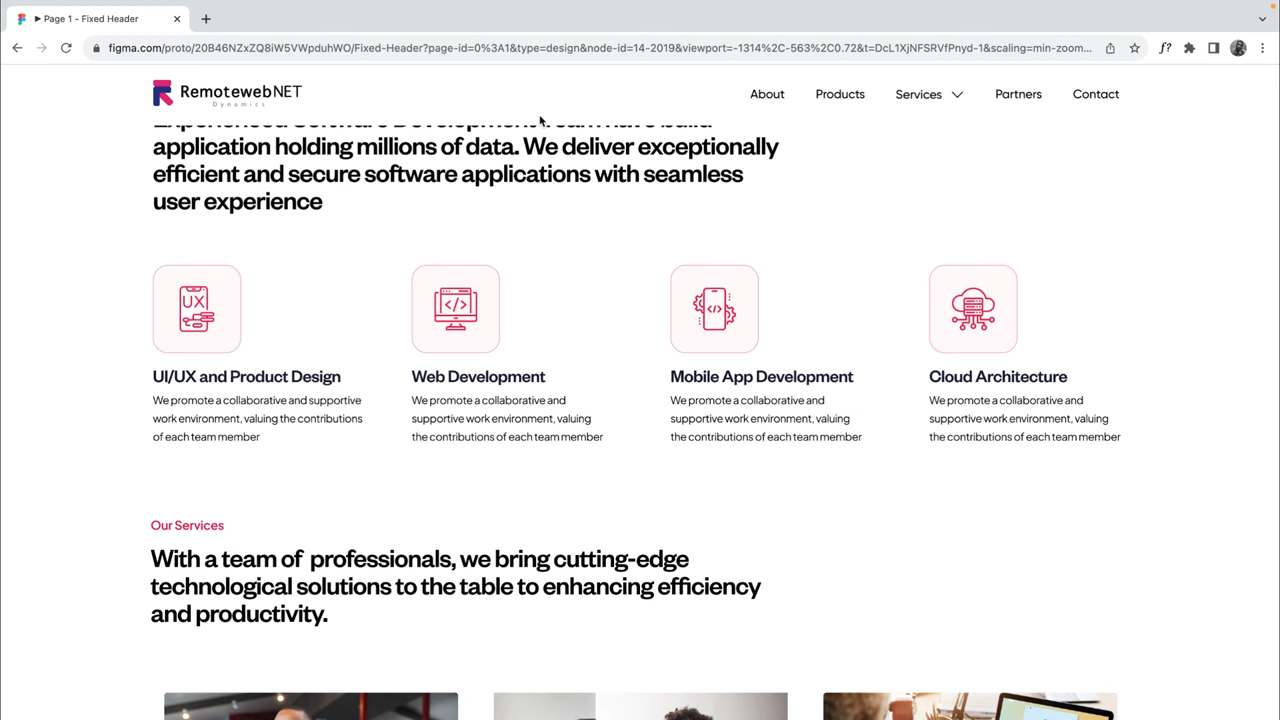 Page 1 - Fixed Header
figma.com/proto/20B46NZxZQ8iW5VWpduhWO/Fixed-Header?page-id=0%3A1&type=design&node-id=14-2019&viewport=-1314%2C-563%2C0.72&t=DcL1XjNFSRVfPnyd-1&scaling=min-zoom...
f?
RemotewebNET
Dynamics
About
Products
Services
Partners
Contact
Experienced Software Development Team have build
application holding millions of data. We deliver exceptionally
efficient and secure software applications with seamless
user experience
UX
</>
</>
UI/UX and Product Design
We promote a collaborative and supportive
work environment, valuing the contributions
of each team member
Web Development
We promote a collaborative and
supportive work environment, valuing
the contributions of each team member
Mobile App Development
We promote a collaborative and
supportive work environment, valuing
the contributions of each team member
Cloud Architecture
We promote a collaborative and
supportive work environment, valuing
the contributions of each team member
Our Services
With a team of professionals, we bring cutting-edge
technological solutions to the table to enhancing efficiency
and productivity.